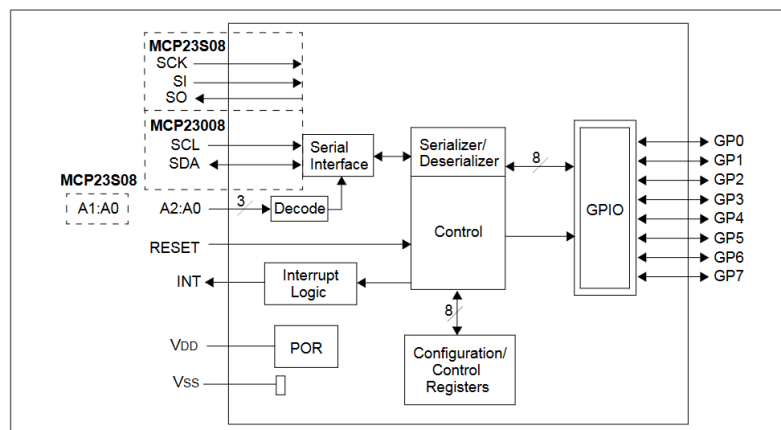 MCP23S08
SCK
SI
SO
MCP23008
SCL
SDA
MCP23S08
A1:A0
A2:A0
3
Decode
Serial
Interface
Serializer/
Deserializer
8
Control
GPIO
GP0
GP1
GP2
GP3
GP4
GP5
GP6
GP7
RESET
INT
Interrupt
Logic
8
VDD
POR
Configuration/
Control
Registers
VSS